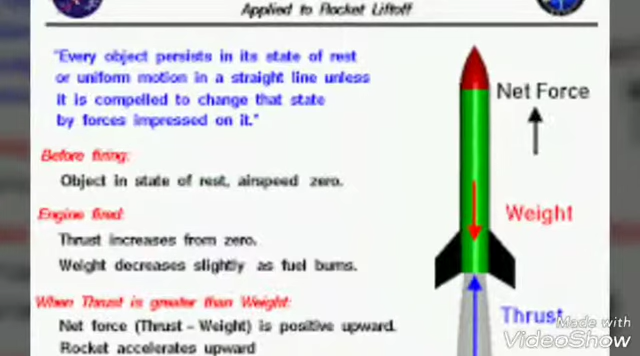 Applied to Rocket Liftoff
"Every object persists in its state of rest
or uniform motion in a straight line unless
it is compelled to change that state
by forces impressed on it."
Before firing:
Object in state of rest, airspeed zero.
Engine fired:
Thrust increases from zero.
Weight decreases slightly as fuel burns.
When Thrust is greater than Weight:
Net force (Thrust - Weight) is positive upward.
Rocket accelerates upward
Net Force
Weight
Thrust
Made with
VideoShow